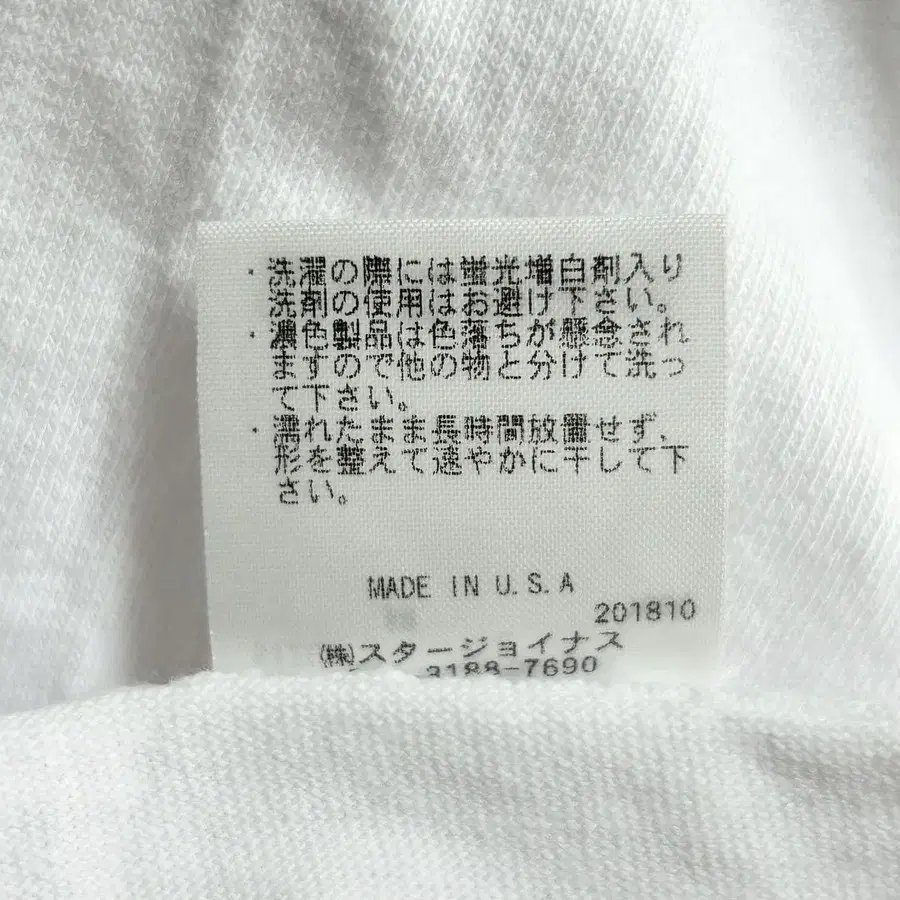 ・洗濯の際には蛍光増白剤入り
洗剤の使用はお避け下さい。
・濃色の製品は色落ちが懸念され
ますので他の物と分けて洗っ
て下さい。
・濡れたまま長時間放置せず、
形を整えて速やかに干して下
さい。
MADE IN U.S.A
201810
(株)スタージョイナス
3188-7690